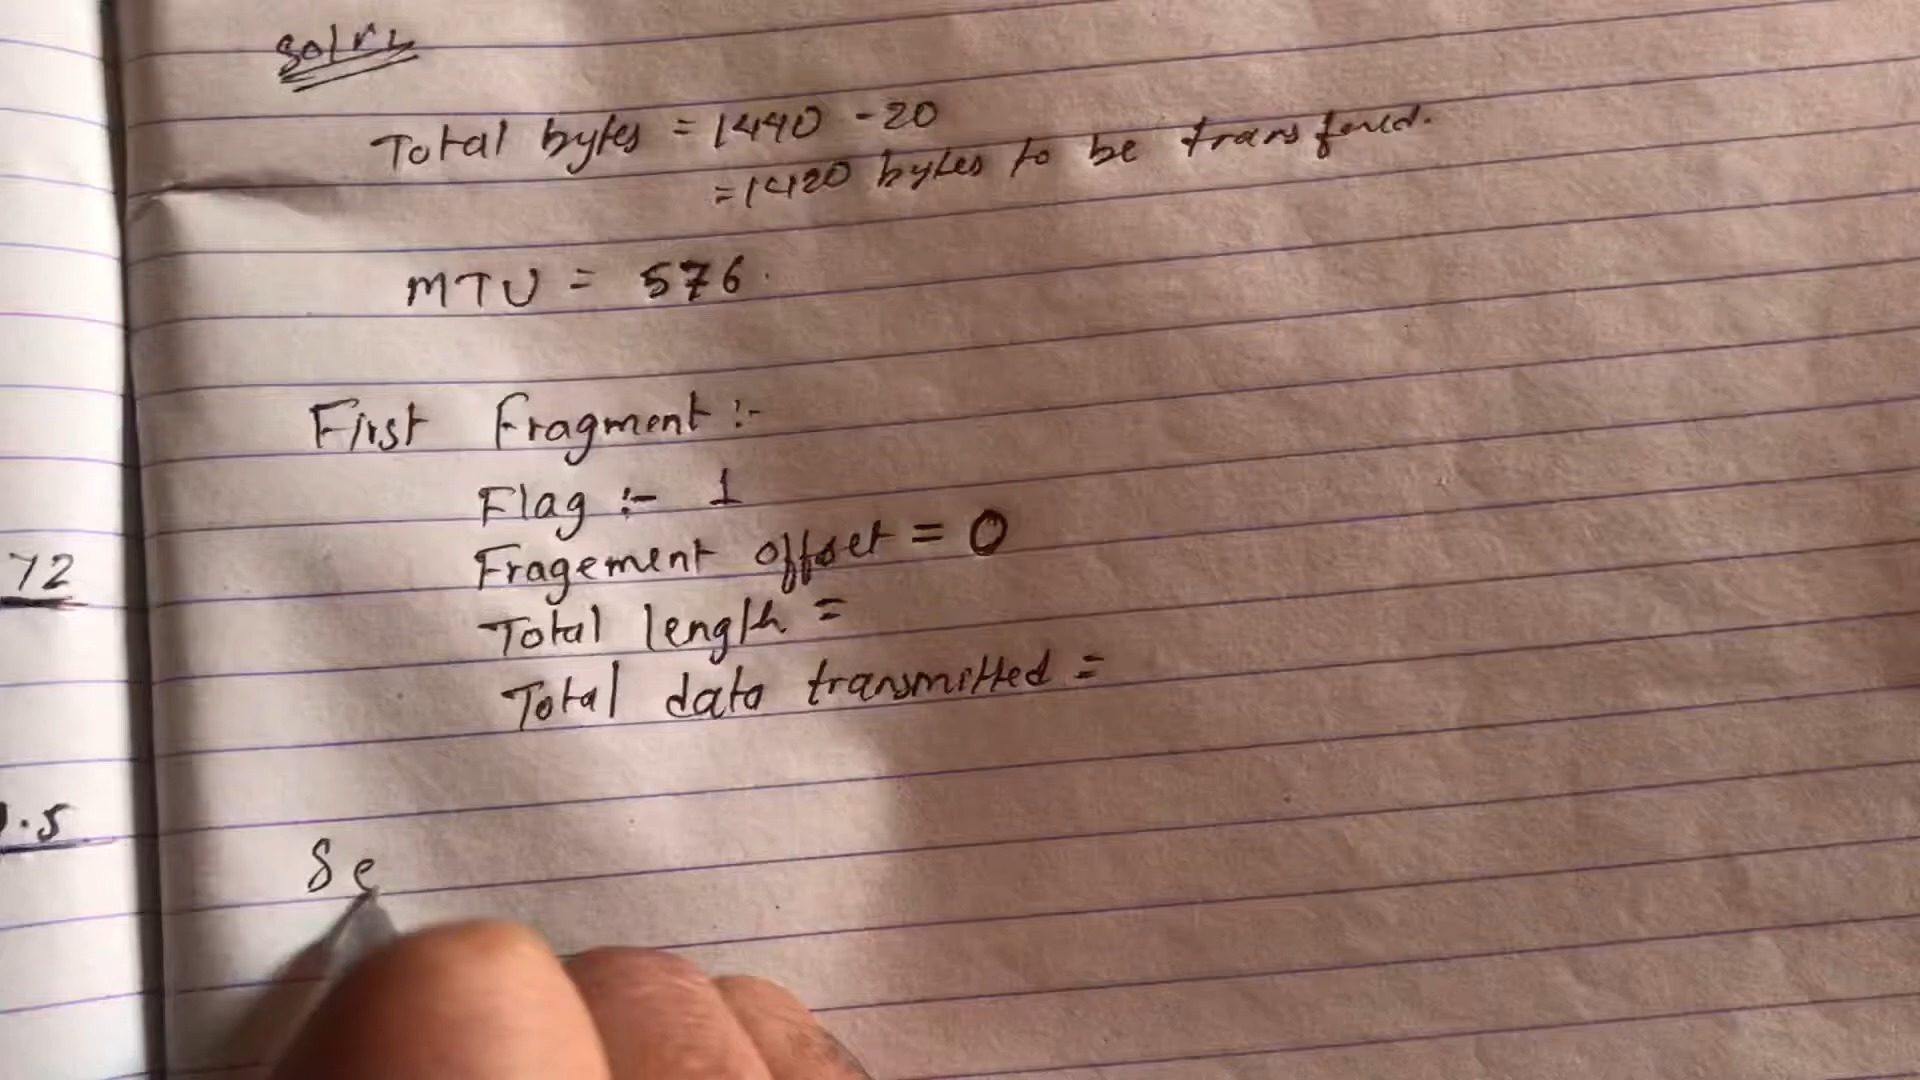 Soln
Total bytes = 1440 - 20
= 1420 bytes to be transfered.
MTU = 576.
First Fragment :-
Flag :- 1
Fragement offset = 0
72
Total length =
Total data transmitted =
.5
Se